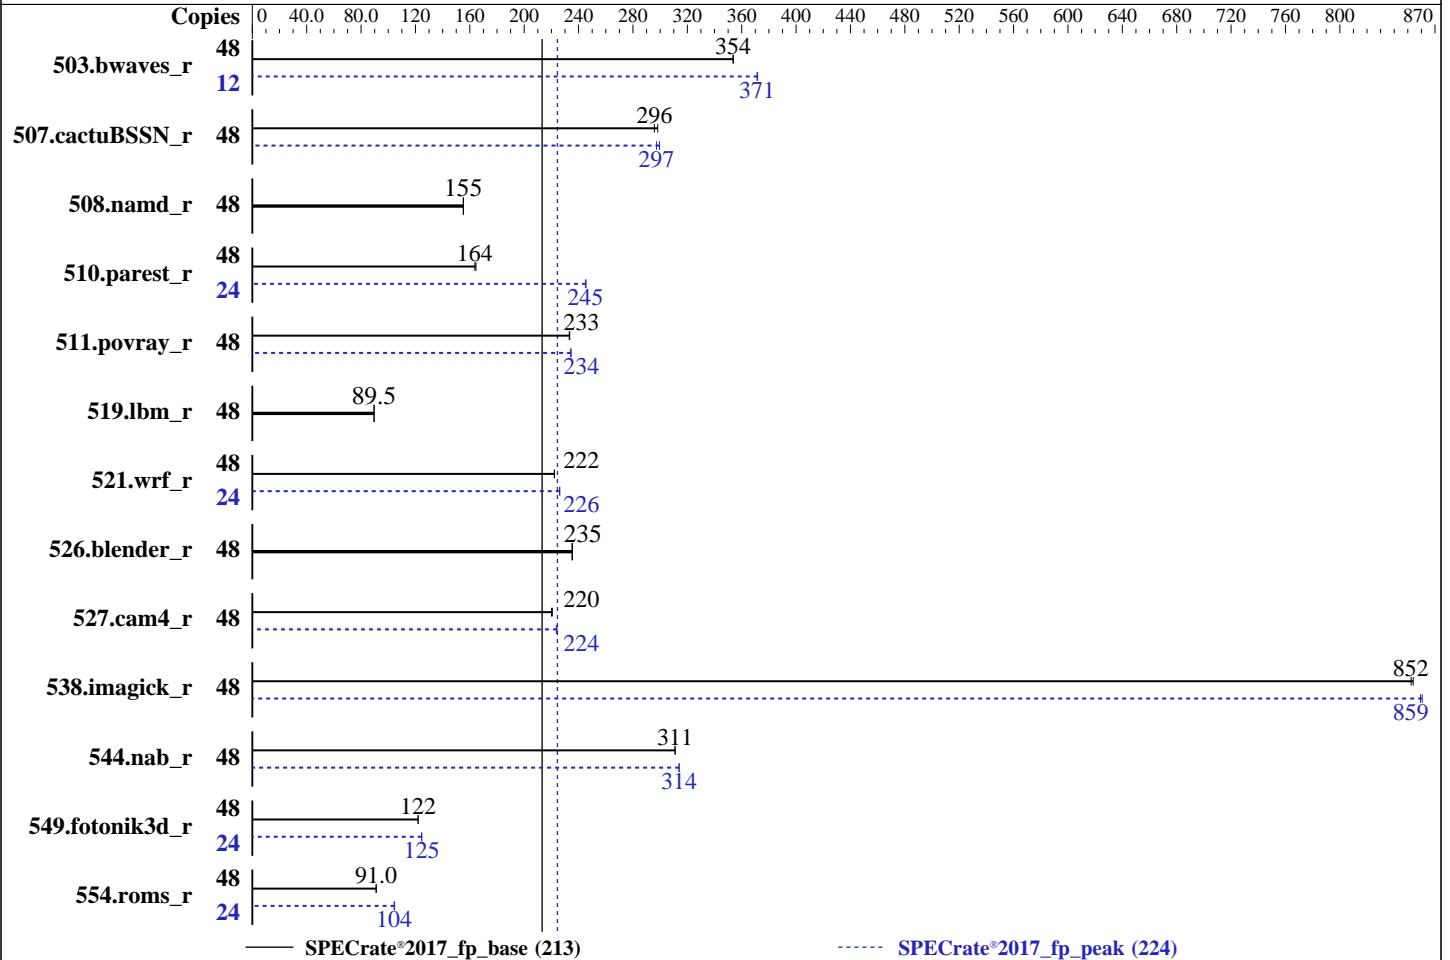 Copies 0 40.0 80.0 120 160 200 240 280 320 360 400 440 480 520 560 600 640 680 720 760 800 870
503.bwaves_r 48 354
12 371
507.cactuBSSN_r 48 296
297
508.namd_r 48 155
510.parest_r 48 164
24 245
511.povray_r 48 233
234
519.lbm_r 48 89.5
521.wrf_r 48 222
24 226
526.blender_r 48 235
527.cam4_r 48 220
224
538.imagick_r 48 852
859
544.nab_r 48 311
314
549.fotonik3d_r 48 122
24 125
554.roms_r 48 91.0
24 104
SPECrate®2017_fp_base (213) SPECrate®2017_fp_peak (224)